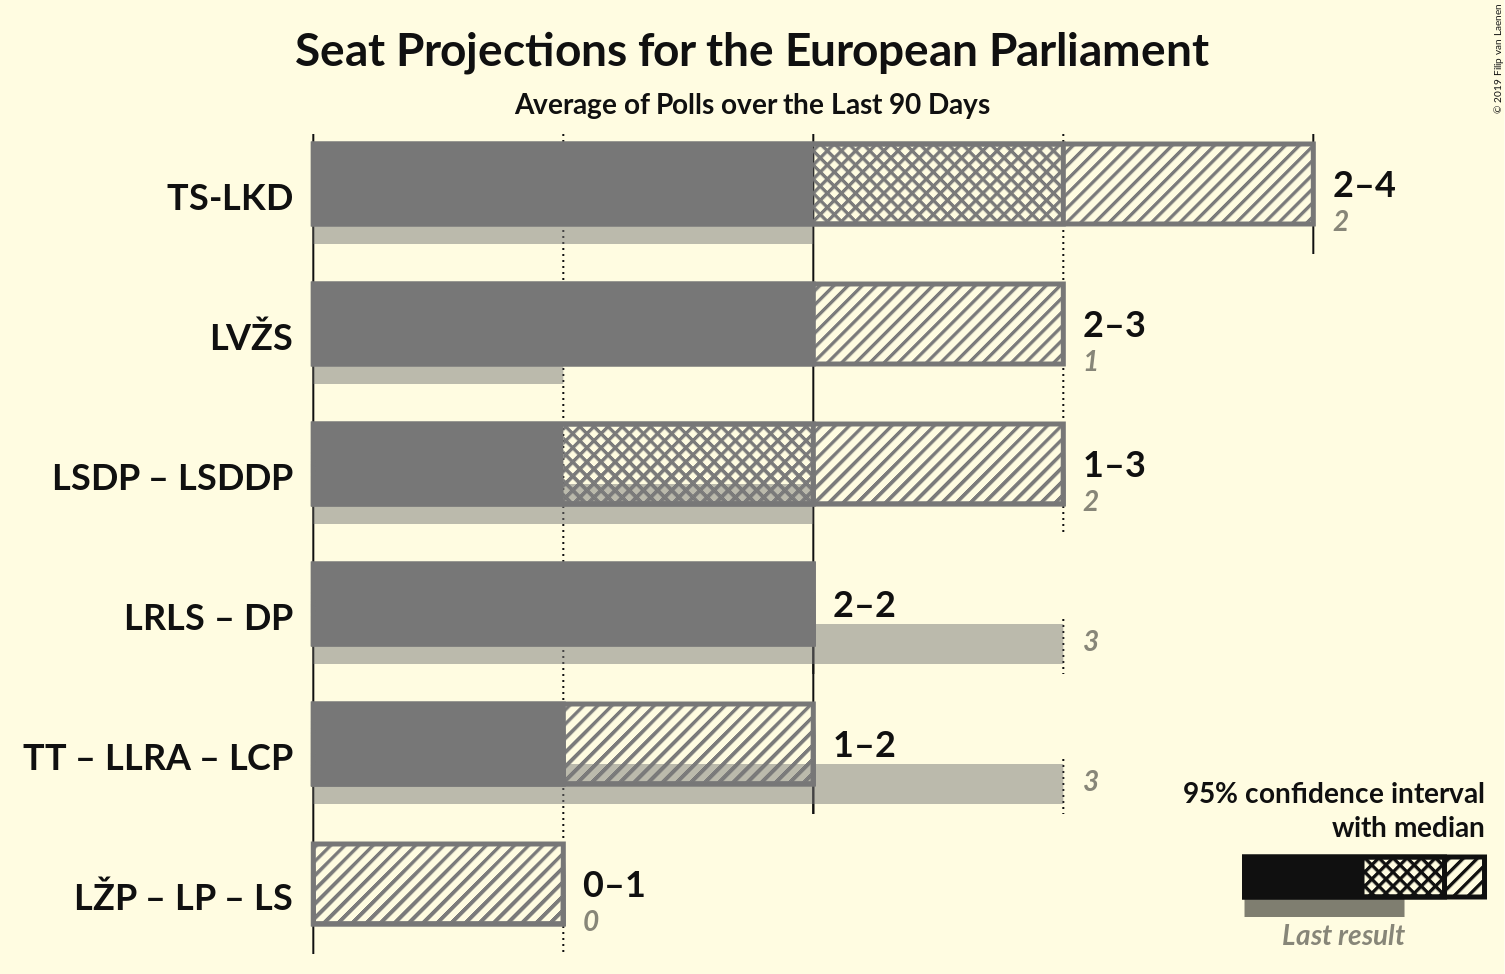 Seat Projections for the European Parliament
Average of Polls over the Last 90 Days
© 2019 Filip van Laenen
TS-LKD
2–4
2
LVŽS
2–3
1
LSDP – LSDDP
1–3
2
LRLS – DP
2–2
3
TT – LLRA – LCP
1–2
3
LŽP – LP – LS
0–1
0
95% confidence interval
with median
Last result